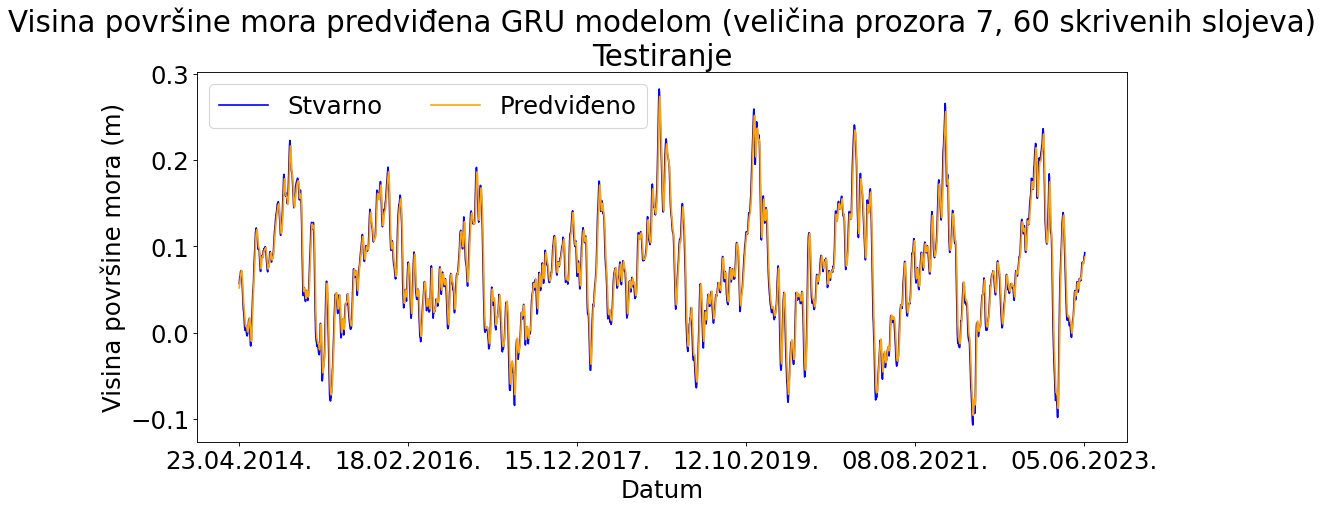 Visina površine mora predviđena GRU modelom (veličina prozora 7, 60 skrivenih slojeva)
Testiranje
Stvarno Predviđeno
Visina površine mora (m)
0.3
0.2
0.1
0.0
−0.1
23.04.2014. 18.02.2016. 15.12.2017. 12.10.2019. 08.08.2021. 05.06.2023.
Datum